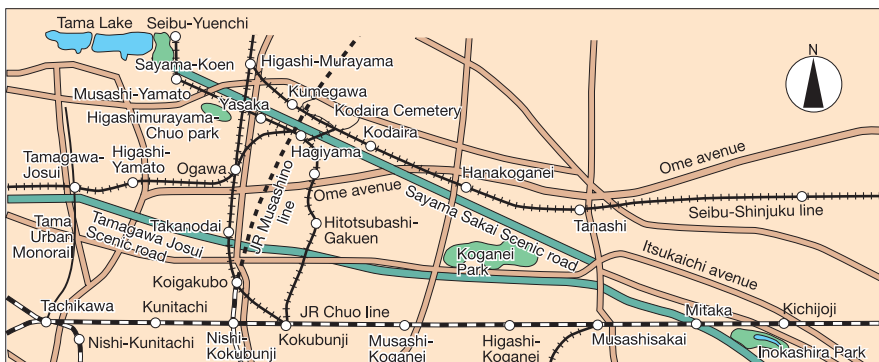 Tama Lake
Seibu-Yuenchi
N
Sayama-Koen
Higashi-Murayama
Musashi-Yamato
Yasaka
Kumegawa
Higashimurayama-
Chuo park
Kodaira Cemetery
Kodaira
Hagiyama
Tamagawa-
Josui
Higashi-
Yamato
Ogawa
Hanakoganei
Ome avenue
Ome avenue
Sayama Sakai Scenic road
Seibu-Shinjuku line
Tanashi
Tama
Urban
Monorail
Tamagawa Josui
Scenic road
Takanodai
JR Musashino
line
Hitotsubashi-
Gakuen
Koganei
Park
Itsukaichi avenue
Koigakubo
Tachikawa
Kunitachi
JR Chuo line
Mitaka
Kichijoji
Nishi-Kunitachi
Nishi-
Kokubunji
Kokubunji
Musashi-
Koganei
Higashi-
Koganei
Musashisakai
Inokashira Park